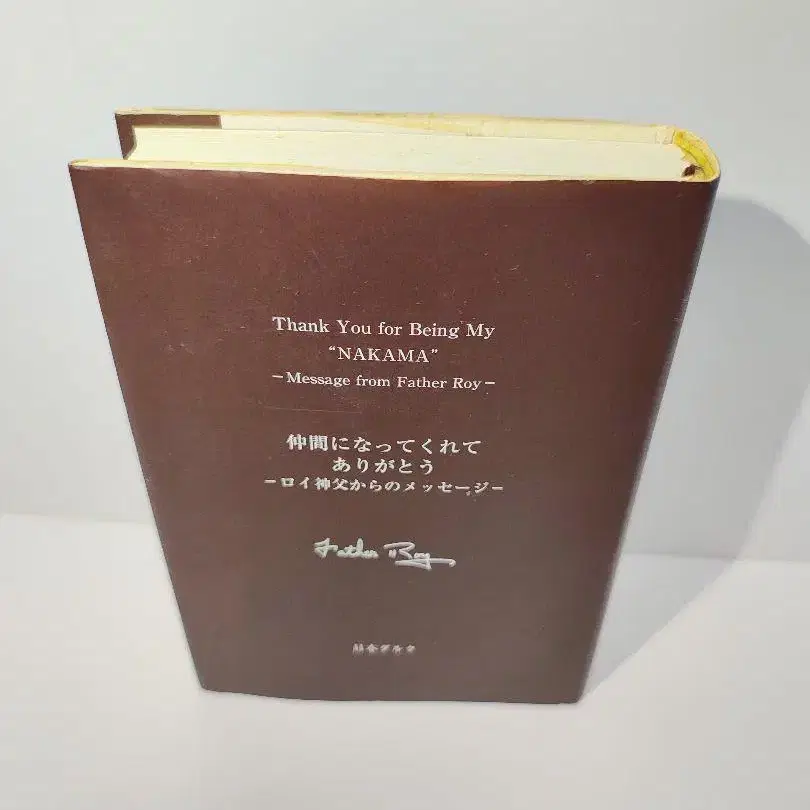 Thank You for Being My
“NAKAMA”
－Message from Father Roy－
仲間になってくれて
ありがとう
－ロイ神父からのメッセージ－
Father Roy